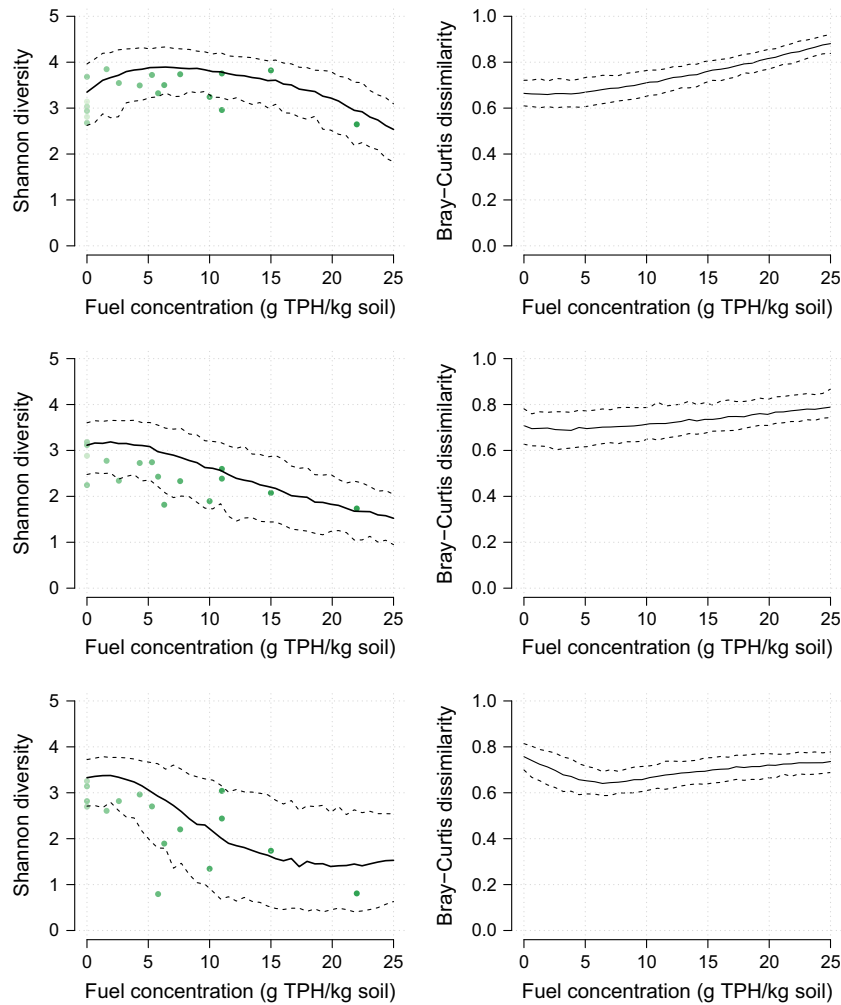 Shannon diversity
5
4
3
2
1
0
0 5 10 15 20 25
Fuel concentration (g TPH/kg soil)
Bray−Curtis dissimilarity
1.0
0.8
0.6
0.4
0.2
0.0
0 5 10 15 20 25
Fuel concentration (g TPH/kg soil)
Shannon diversity
5
4
3
2
1
0
0 5 10 15 20 25
Fuel concentration (g TPH/kg soil)
Bray−Curtis dissimilarity
1.0
0.8
0.6
0.4
0.2
0.0
0 5 10 15 20 25
Fuel concentration (g TPH/kg soil)
Shannon diversity
5
4
3
2
1
0
0 5 10 15 20 25
Fuel concentration (g TPH/kg soil)
Bray−Curtis dissimilarity
1.0
0.8
0.6
0.4
0.2
0.0
0 5 10 15 20 25
Fuel concentration (g TPH/kg soil)